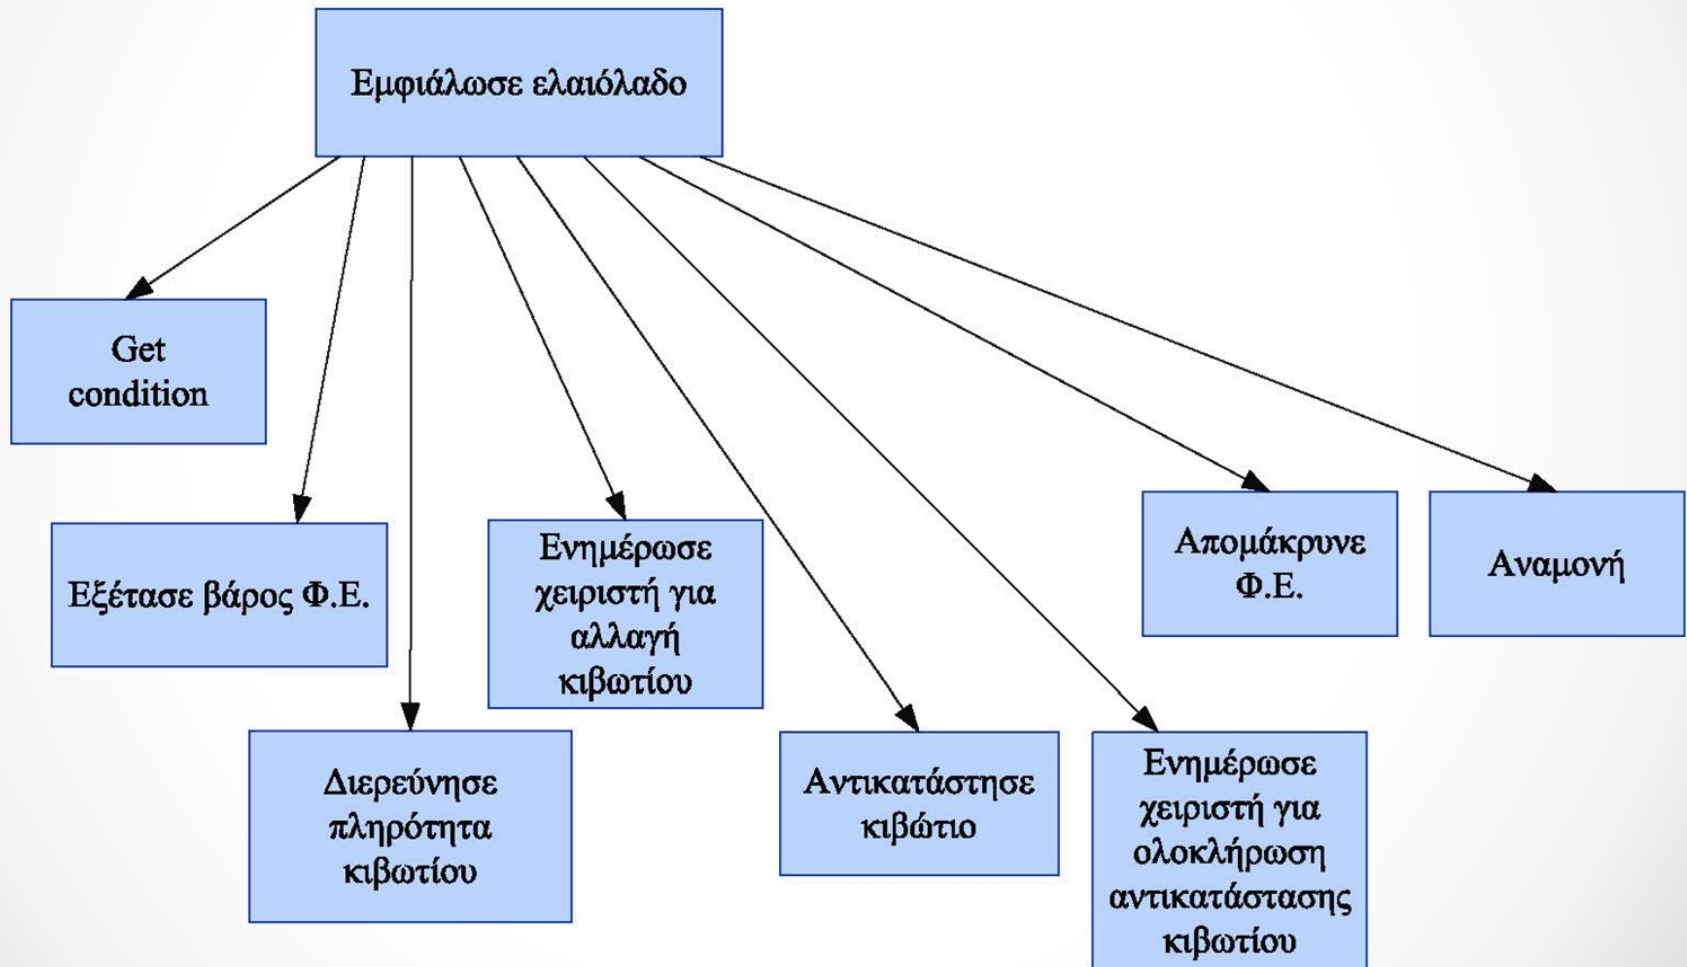 Εμφιάλωσε ελαιόλαδο
Get
condition
Εξέτασε βάρος Φ.Ε.
Ενημέρωσε
χειριστή για
αλλαγή
κιβωτίου
Απομάκρυνε
Φ.Ε.
Αναμονή
Διερεύνησε
πληρότητα
κιβωτίου
Αντικατάστησε
κιβώτιο
Ενημέρωσε
χειριστή για
ολοκλήρωση
αντικατάστασης
κιβωτίου